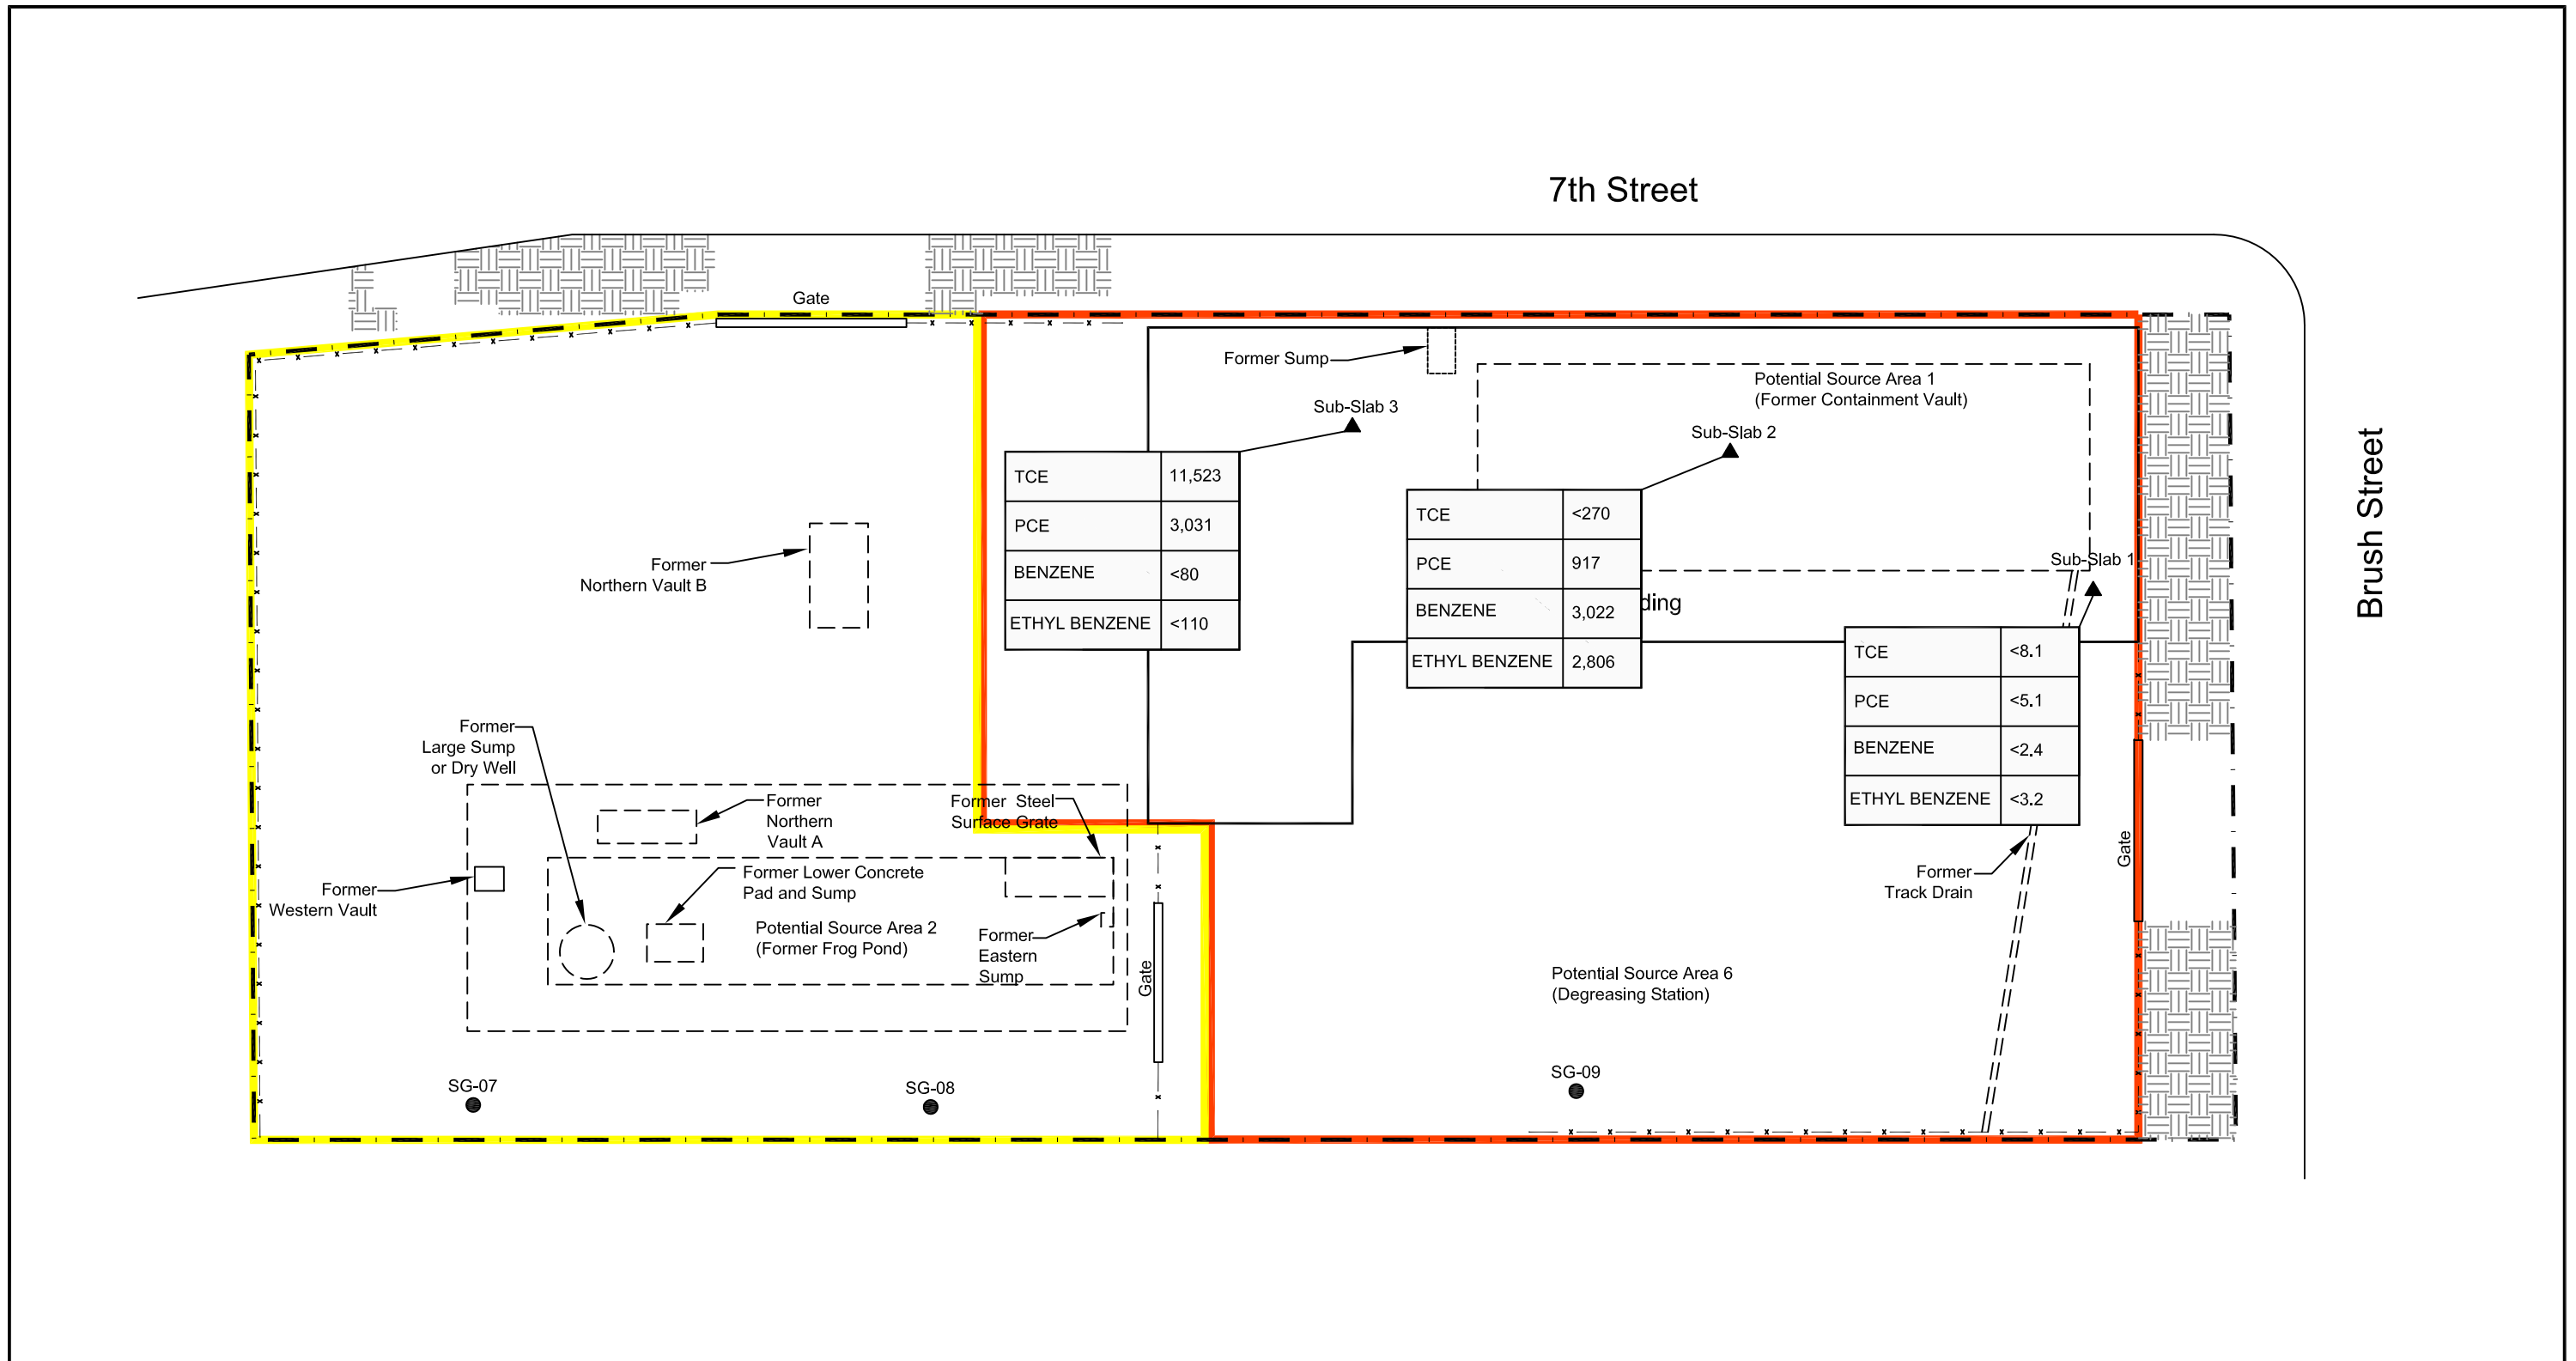 7th Street
Brush Street
Gate
Former Sump
Potential Source Area 1
(Former Containment Vault)
Sub-Slab 3
Sub-Slab 2
Sub-Slab 1
TCE 11,523
PCE 3,031
BENZENE <80
ETHYL BENZENE <110
TCE <270
PCE 917
BENZENE 3,022
ETHYL BENZENE 2,806
ding
TCE <8.1
PCE <5.1
BENZENE <2.4
ETHYL BENZENE <3.2
Former
Northern Vault B
Former
Large Sump
or Dry Well
Former
Northern
Vault A
Former Steel
Surface Grate
Former
Western Vault
Former Lower Concrete
Pad and Sump
Potential Source Area 2
(Former Frog Pond)
Former
Eastern
Sump
Gate
Former
Track Drain
Gate
Potential Source Area 6
(Degreasing Station)
SG-07
SG-08
SG-09